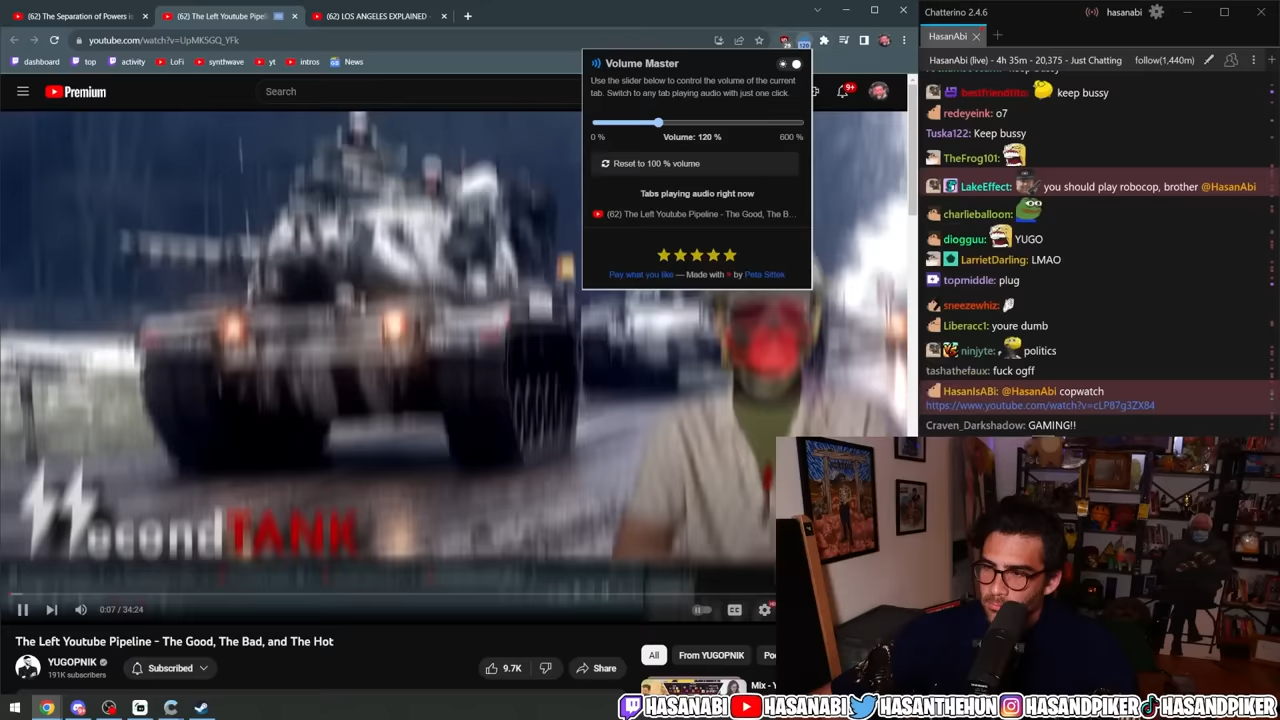 (62) The Separation of Powers is
(62) The Left Youtube Pipeli
(62) LOS ANGELES EXPLAINED -
youtube.com/watch?v=UpMKSGQ_YFk
dashboard
top
activity
LoFi
synthwave
yt
intros
News
Premium
Search
9+
Volume Master
Use the slider below to control the volume of the current
tab. Switch to any tab playing audio with just one click.
0 %
Volume: 120 %
600 %
Reset to 100 % volume
Tabs playing audio right now
(62) The Left Youtube Pipeline - The Good, The B...
Pay what you like — Made with ♥ by Peta Sittek
SecondTANK
0:07 / 34:24
The Left Youtube Pipeline - The Good, The Bad, and The Hot
YUGOPNIK
191K subscribers
Subscribed
9.7K
Share
All
From YUGOPNIK
Mix -
Chatterino 2.4.6
hasanabi
HasanAbi
HasanAbi (live) - 4h 35m - 20,375 - Just Chatting
follow(1,440m)
bestfriendtito: keep bussy
redeyeink: o7
Tuska122: Keep bussy
TheFrog101:
LakeEffect: you should play robocop, brother @HasanAbi
charlieballoon:
diogguu: YUGO
LarrietDarling: LMAO
topmiddle: plug
sneezewhiz:
Liberacc1: youre dumb
ninjyte: politics
tashathefaux: fuck ogff
HasanIsABi: @HasanAbi copwatch
https://www.youtube.com/watch?v=cLP87g3ZX84
Craven_Darkshadow: GAMING!!
HASANABI HASANABI HASANTHEHUN HASANDPIKER HASANDPIKER